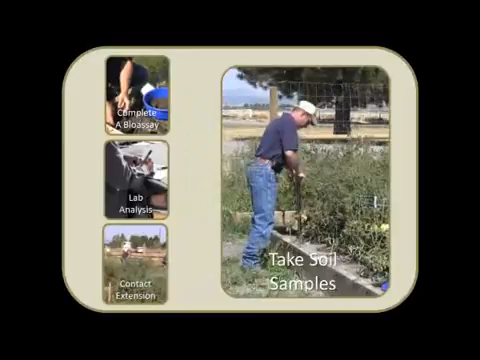 Complete
A Bioassay
Lab
Analysis
Contact
Extension
Take Soil
Samples